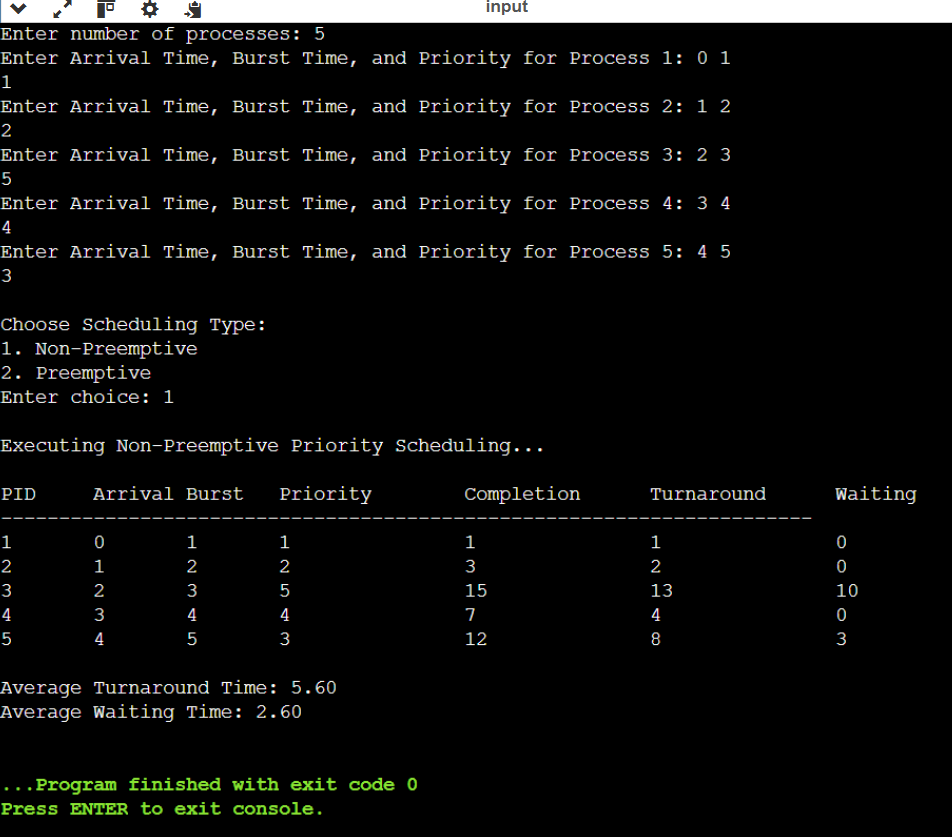 input
Enter number of processes: 5
Enter Arrival Time, Burst Time, and Priority for Process 1: 0 1
1
Enter Arrival Time, Burst Time, and Priority for Process 2: 1 2
2
Enter Arrival Time, Burst Time, and Priority for Process 3: 2 3
5
Enter Arrival Time, Burst Time, and Priority for Process 4: 3 4
4
Enter Arrival Time, Burst Time, and Priority for Process 5: 4 5
3
Choose Scheduling Type:
1. Non-Preemptive
2. Preemptive
Enter choice: 1
Executing Non-Preemptive Priority Scheduling...
PID Arrival Burst Priority Completion Turnaround Waiting
----------------------------------------------------------------------
1 0 1 1 1 1 0
2 1 2 2 3 2 0
3 2 3 5 15 13 10
4 3 4 4 7 4 0
5 4 5 3 12 8 3
Average Turnaround Time: 5.60
Average Waiting Time: 2.60
...Program finished with exit code 0
Press ENTER to exit console.